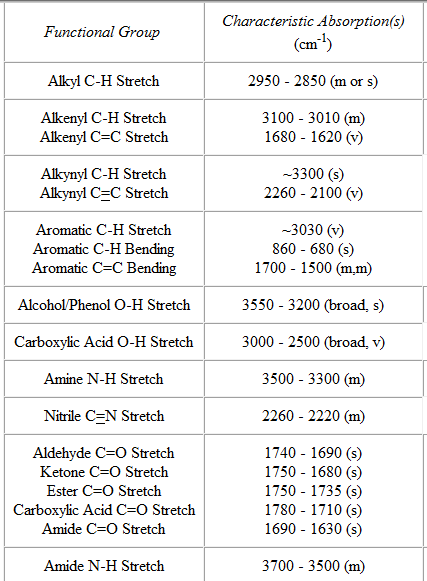 Functional Group Characteristic Absorption(s) (cm⁻¹)
Alkyl C-H Stretch 2950 - 2850 (m or s)
Alkenyl C-H Stretch 3100 - 3010 (m)
Alkenyl C=C Stretch 1680 - 1620 (v)
Alkynyl C-H Stretch ~3300 (s)
Alkynyl C≡C Stretch 2260 - 2100 (v)
Aromatic C-H Stretch ~3030 (v)
Aromatic C-H Bending 860 - 680 (s)
Aromatic C=C Bending 1700 - 1500 (m,m)
Alcohol/Phenol O-H Stretch 3550 - 3200 (broad, s)
Carboxylic Acid O-H Stretch 3000 - 2500 (broad, v)
Amine N-H Stretch 3500 - 3300 (m)
Nitrile C≡N Stretch 2260 - 2220 (m)
Aldehyde C=O Stretch 1740 - 1690 (s)
Ketone C=O Stretch 1750 - 1680 (s)
Ester C=O Stretch 1750 - 1735 (s)
Carboxylic Acid C=O Stretch 1780 - 1710 (s)
Amide C=O Stretch 1690 - 1630 (s)
Amide N-H Stretch 3700 - 3500 (m)